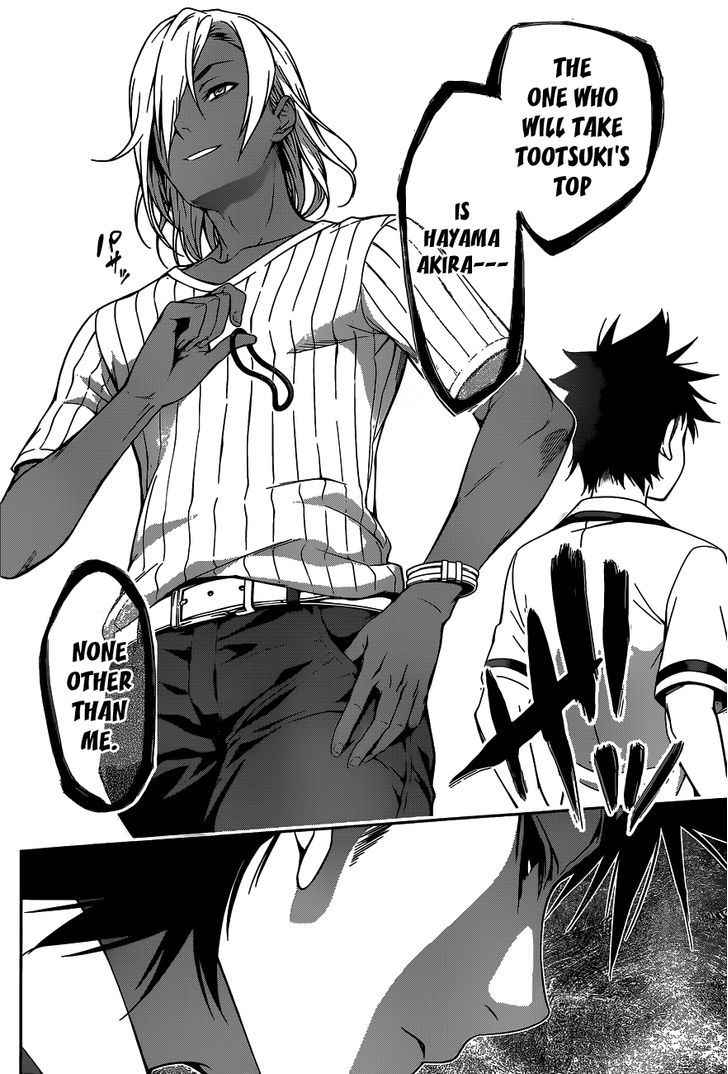 THE
ONE WHO
WILL TAKE
TOOTSUKI'S
TOP
IS
HAYAMA
AKIRA---
NONE
OTHER
THAN
ME.